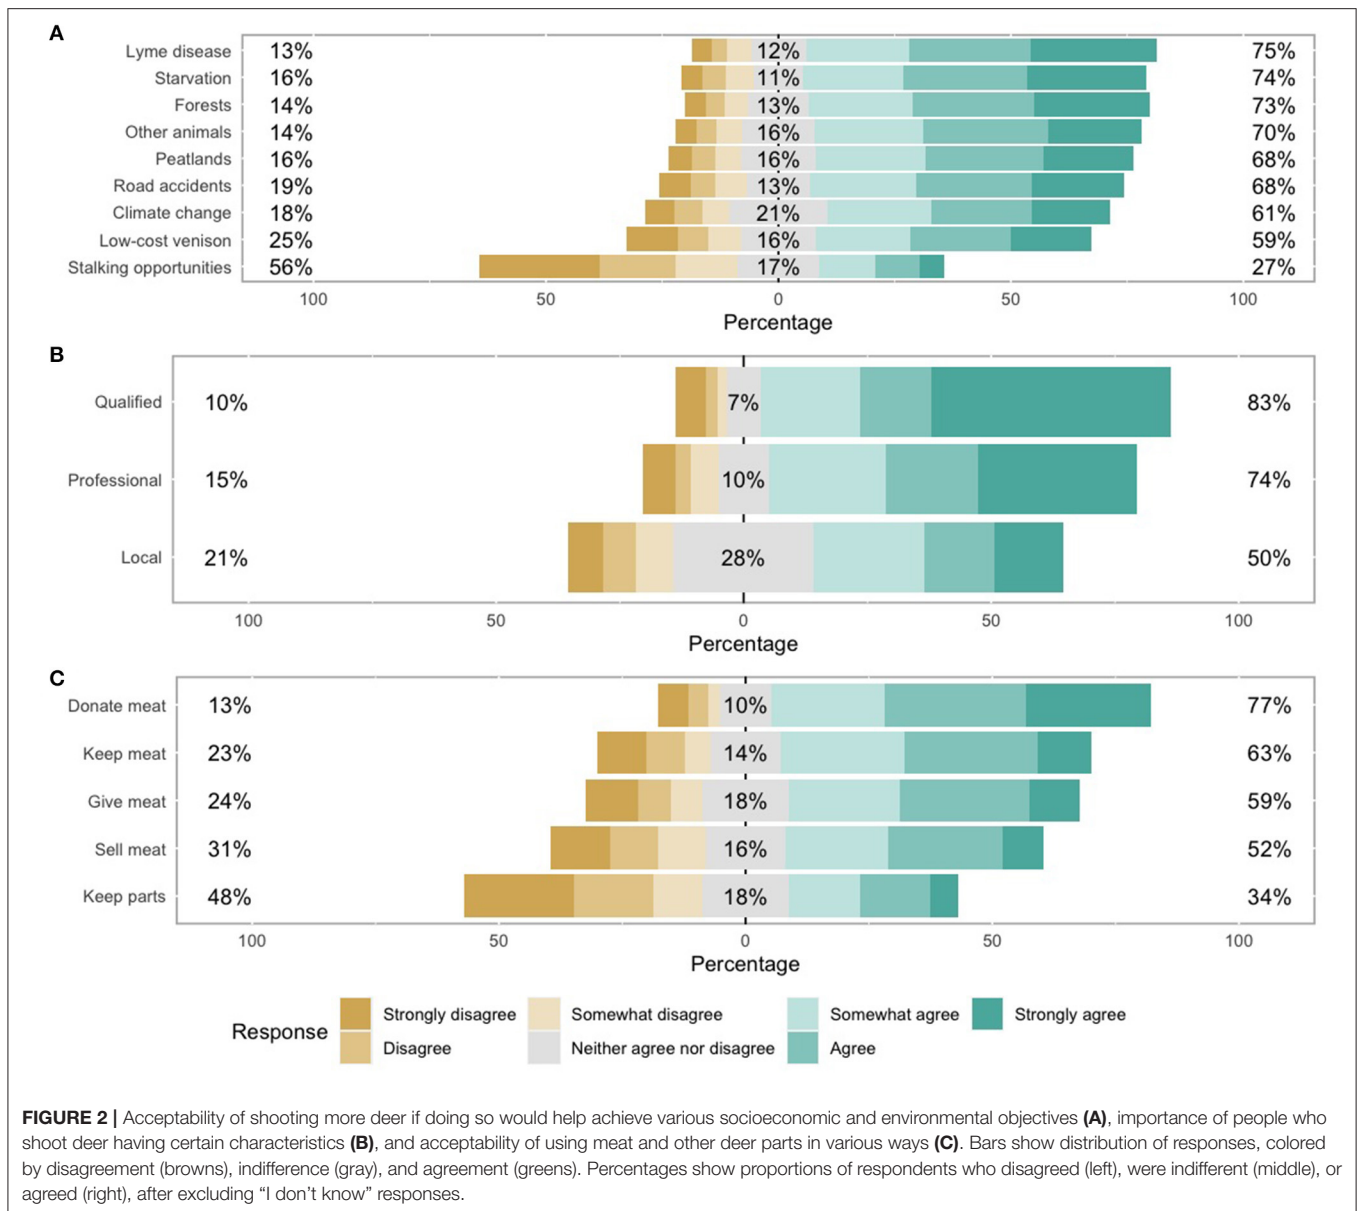 A
Lyme disease 13% 12% 75%
Starvation 16% 11% 74%
Forests 14% 13% 73%
Other animals 14% 16% 70%
Peatlands 16% 16% 68%
Road accidents 19% 13% 68%
Climate change 18% 21% 61%
Low-cost venison 25% 16% 59%
Stalking opportunities 56% 17% 27%
100 50 0 50 100
Percentage
B
Qualified 10% 7% 83%
Professional 15% 10% 74%
Local 21% 28% 50%
100 50 0 50 100
Percentage
C
Donate meat 13% 10% 77%
Keep meat 23% 14% 63%
Give meat 24% 18% 59%
Sell meat 31% 16% 52%
Keep parts 48% 18% 34%
100 50 0 50 100
Percentage
Response Strongly disagree Somewhat disagree Somewhat agree Strongly agree
Disagree Neither agree nor disagree Agree
FIGURE 2 | Acceptability of shooting more deer if doing so would help achieve various socioeconomic and environmental objectives (A), importance of people who
shoot deer having certain characteristics (B), and acceptability of using meat and other deer parts in various ways (C). Bars show distribution of responses, colored
by disagreement (browns), indifference (gray), and agreement (greens). Percentages show proportions of respondents who disagreed (left), were indifferent (middle), or
agreed (right), after excluding “I don’t know” responses.